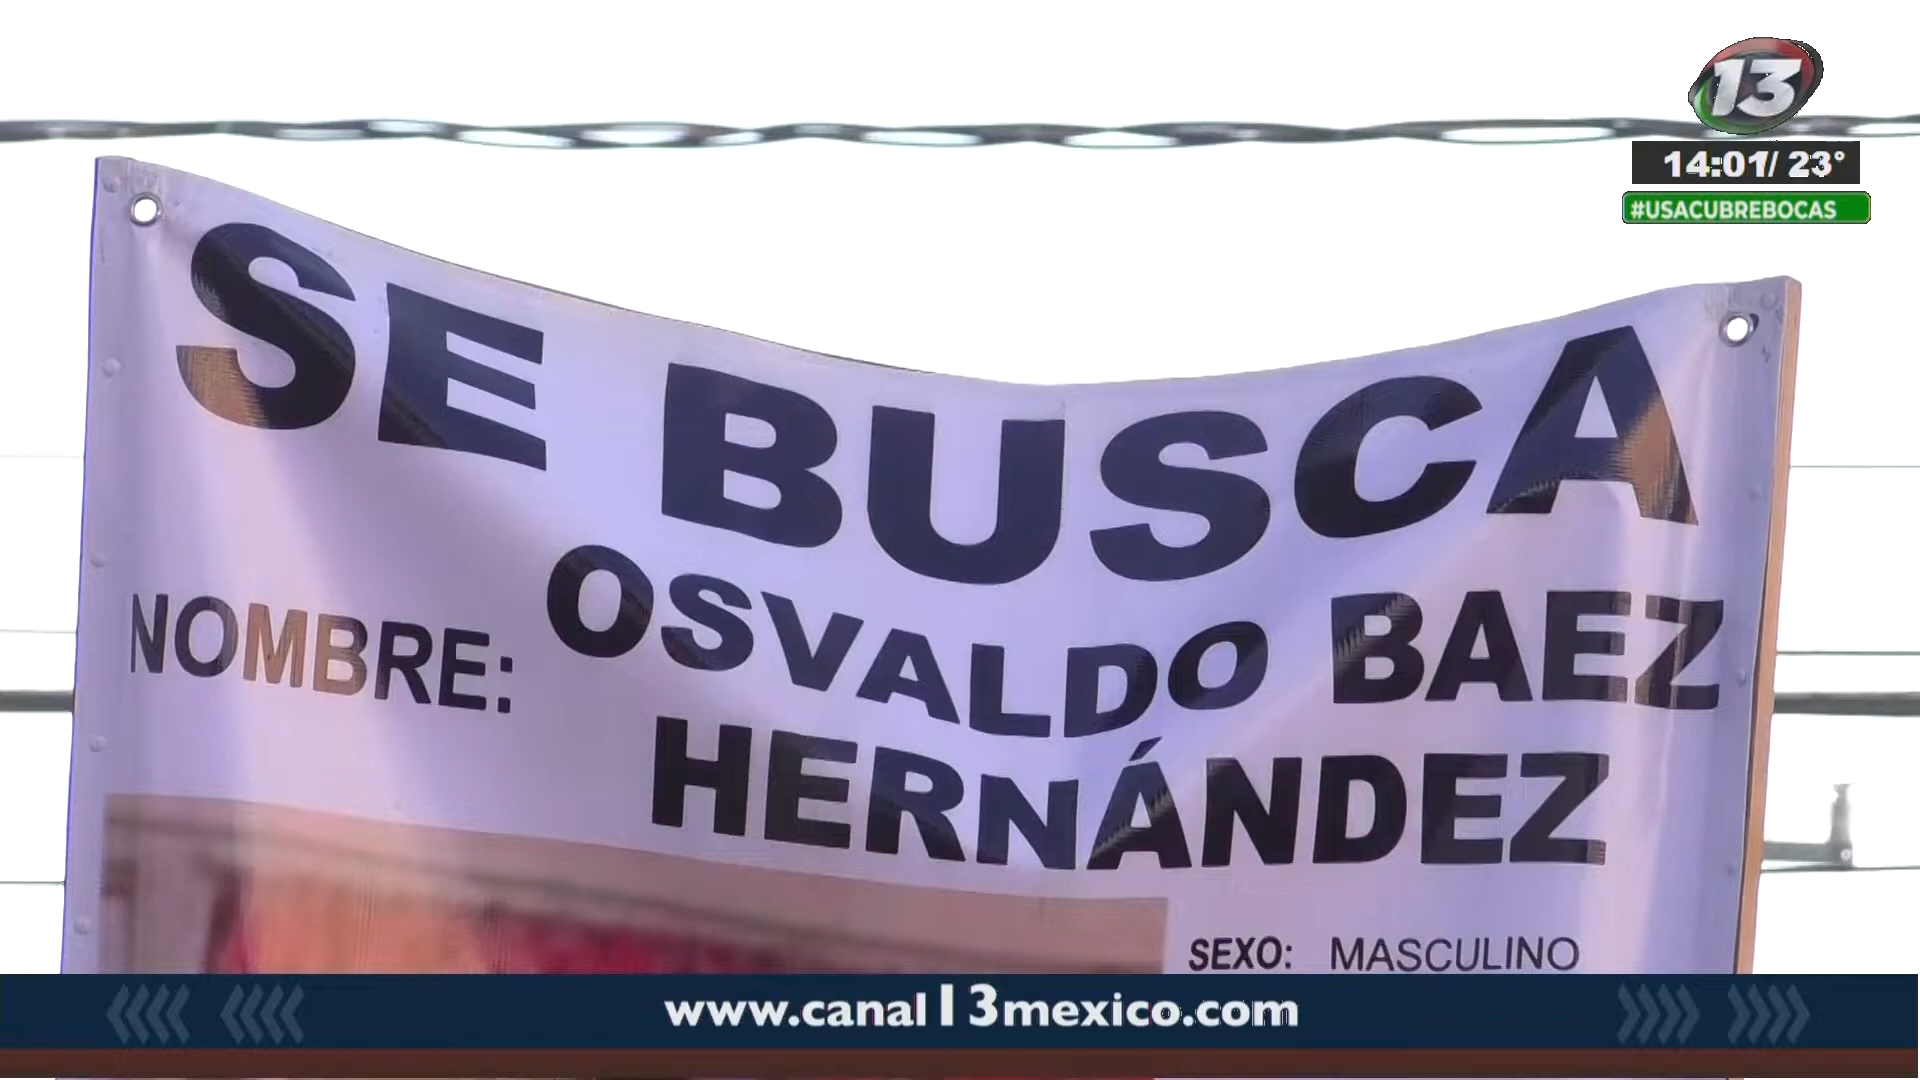 13
14:01/ 23°
#USACUBREBOCAS
SE BUSCA
NOMBRE: OSVALDO BAEZ
HERNÁNDEZ
SEXO: MASCULINO
www.canal13mexico.com